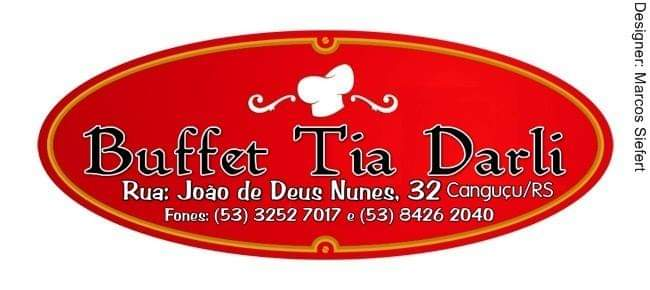 Buffet Tia Darli
Rua: João de Deus Nunes, 32 Canguçu/RS
Fones: (53) 3252 7017 e (53) 8426 2040
Designer: Marcos Siefert